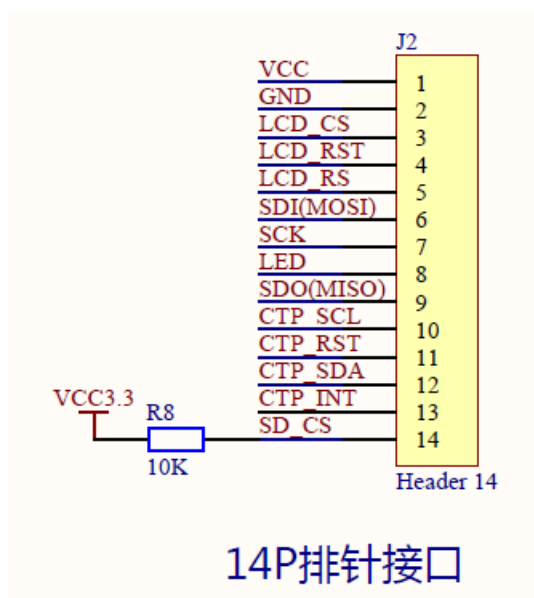 J2
VCC 1
GND 2
LCD_CS 3
LCD_RST 4
LCD_RS 5
SDI(MOSI) 6
SCK 7
LED 8
SDO(MISO) 9
CTP_SCL 10
CTP_RST 11
CTP_SDA 12
CTP_INT 13
VCC3.3
R8
SD_CS 14
10K
Header 14
14P排针接口